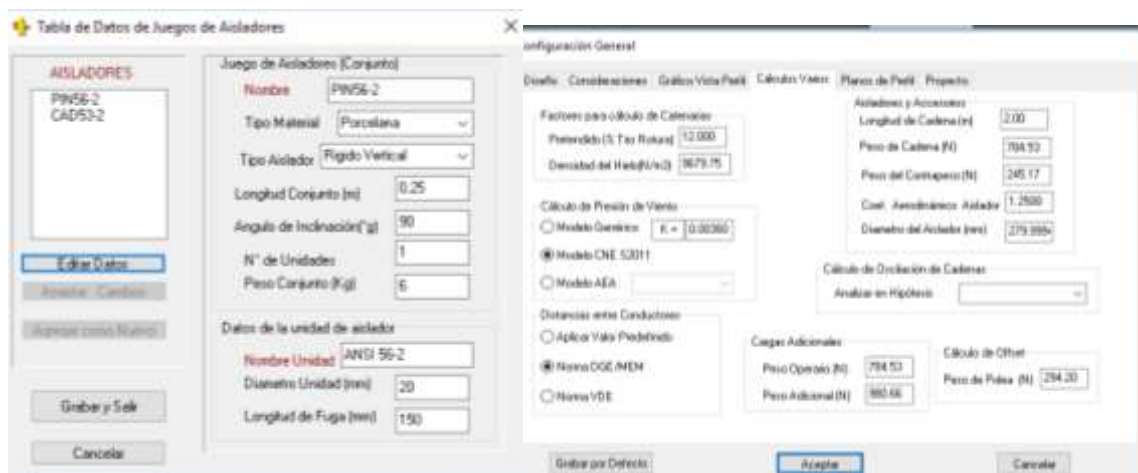 Tabla de Datos de Juegos de Aisladores
AISLADORES
PIN56-2
CAD53-2
Editar Datos
Aceptar Cambios
Agregar como Nuevo
Grabar y Salir
Cancelar
Juego de Aisladores (Conjunto)
Nombre PIN56-2
Tipo Material Porcelana
Tipo Aislador Rigido Vertical
Longitud Conjunto (m) 0.25
Angulo de Inclinación(°g) 90
N° de Unidades 1
Peso Conjunto (Kg) 6
Datos de la unidad de aislador
Nombre Unidad ANSI 56-2
Diametro Unidad (mm) 20
Longitud de Fuga (mm) 150
onfiguración General
Diseño Consideraciones Gráfico Vista Perfil Cálculos Varios Planos de Perfil Proyecto
Factores para cálculo de Catenarias
Pretendido (% Tiro Rotura) 12.000
Densidad del Hielo(N/m3) 8679.75
Cálculo de Presión de Viento
Modelo Genérico K = 0.00360
Modelo CNE S2011
Modelo AEA
Distancias entre Conductores
Aplicar Valor Predefinido
Norma DGE/MEM
Norma VDE
Aisladores y Accesorios
Longitud de Cadena (m) 2.00
Peso de Cadena (N) 784.53
Peso del Contrapeso (N) 245.17
Coef. Aerodinámico Aislador 1.2500
Diametro del Aislador (mm)
Cálculo de Oscilación de Cadenas
Analizar en Hipótesis
Cargas Adicionales
Peso Operario (N) 784.53
Peso Adicional (N) 980.66
Cálculo de Offset
Peso de Polea (N) 294.20
Grabar por Defecto
Aceptar
Cancelar